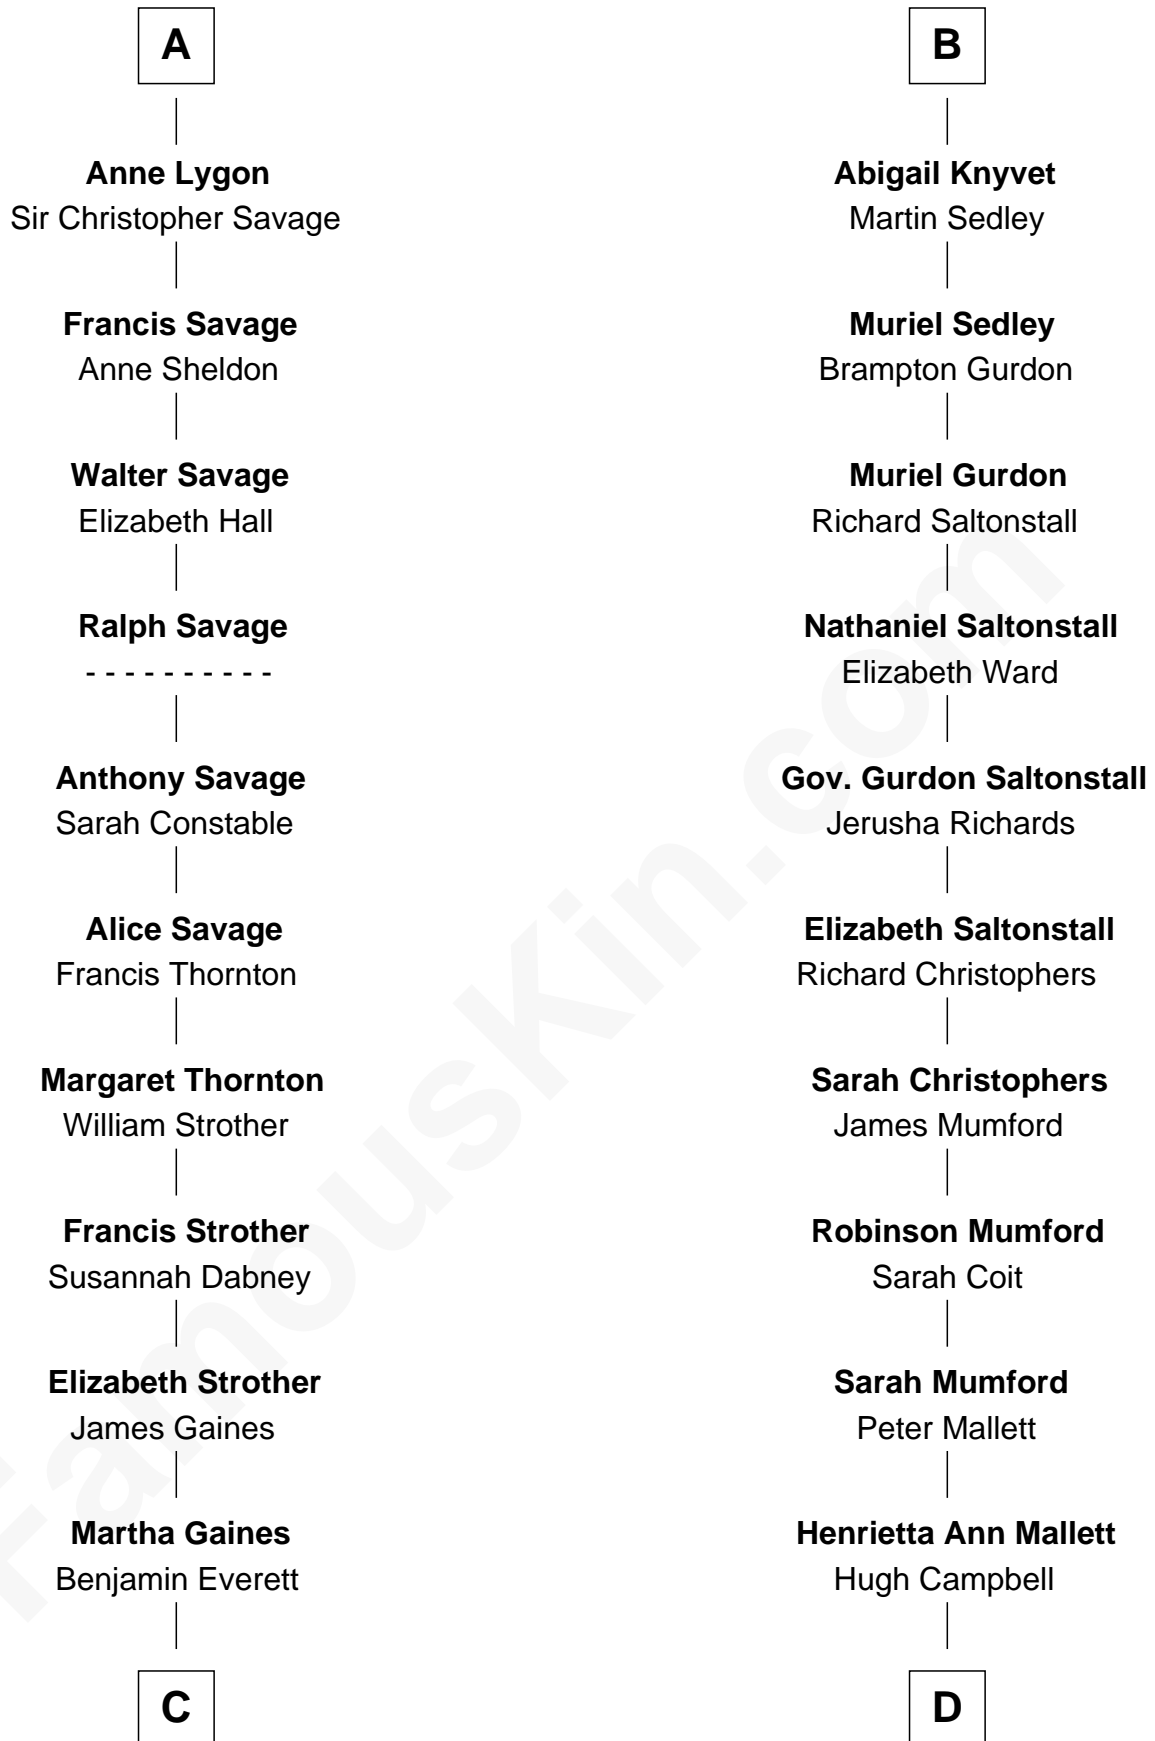 A
Anne Lygon
Sir Christopher Savage
Francis Savage
Anne Sheldon
Walter Savage
Elizabeth Hall
Ralph Savage
- - - - - - - - - -
Anthony Savage
Sarah Constable
Alice Savage
Francis Thornton
Margaret Thornton
William Strother
Francis Strother
Susannah Dabney
Elizabeth Strother
James Gaines
Martha Gaines
Benjamin Everett
C
B
Abigail Knyvet
Martin Sedley
Muriel Sedley
Brampton Gurdon
Muriel Gurdon
Richard Saltonstall
Nathaniel Saltonstall
Elizabeth Ward
Gov. Gurdon Saltonstall
Jerusha Richards
Elizabeth Saltonstall
Richard Christophers
Sarah Christophers
James Mumford
Robinson Mumford
Sarah Coit
Sarah Mumford
Peter Mallett
Henrietta Ann Mallett
Hugh Campbell
D
FamousKin.com